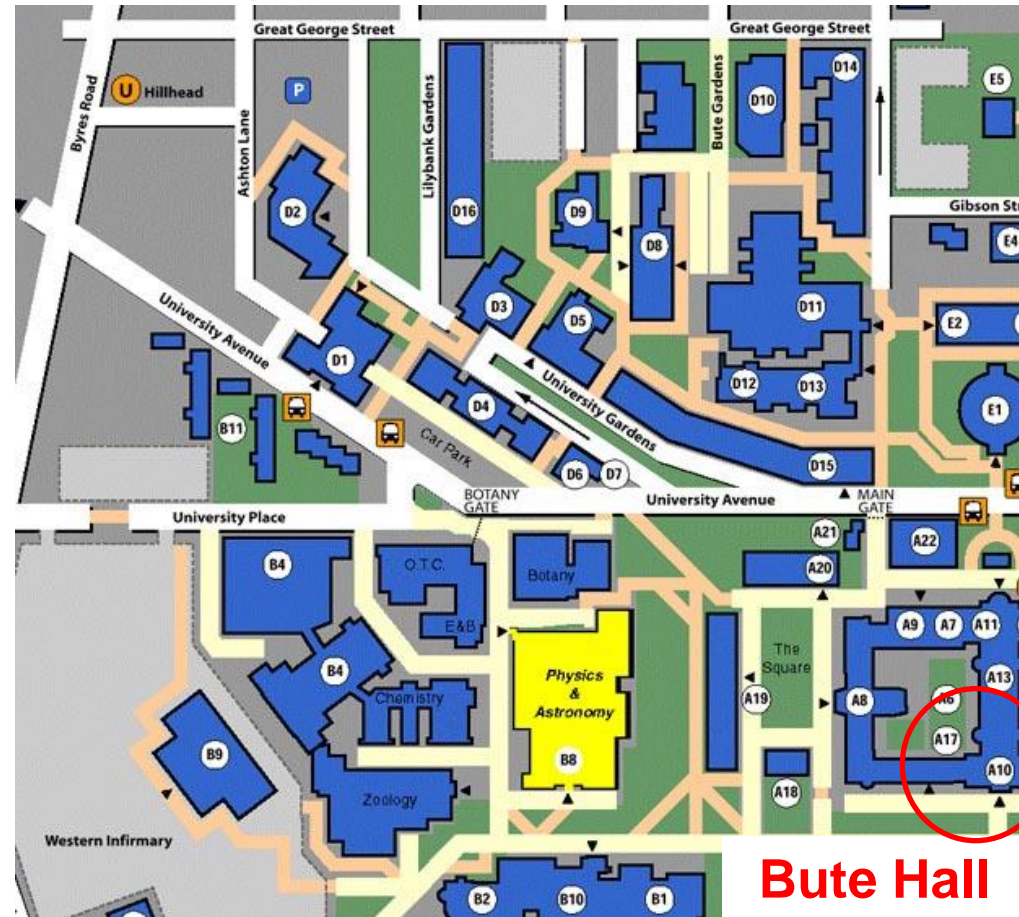 Great George Street
Great George Street
Byres Road
U Hillhead
P
Ashton Lane
Lilybank Gardens
Bute Gardens
D14
D10
E5
D2
D16
D9
D8
Gibson St
E4
D3
D5
D11
E2
University Avenue
D1
D4
University Gardens
D12
D13
E1
B11
Car Park
D6
D7
D15
BOTANY
GATE
University Avenue
MAIN
GATE
University Place
A21
A22
A20
B4
O.T.C.
Botany
E&B
A9
A7
A11
B4
Physics
&
Astronomy
The
Square
Chemistry
A19
A8
A6
A13
A17
B9
B8
A10
Zoology
A18
Western Infirmary
Bute Hall
B2
B10
B1